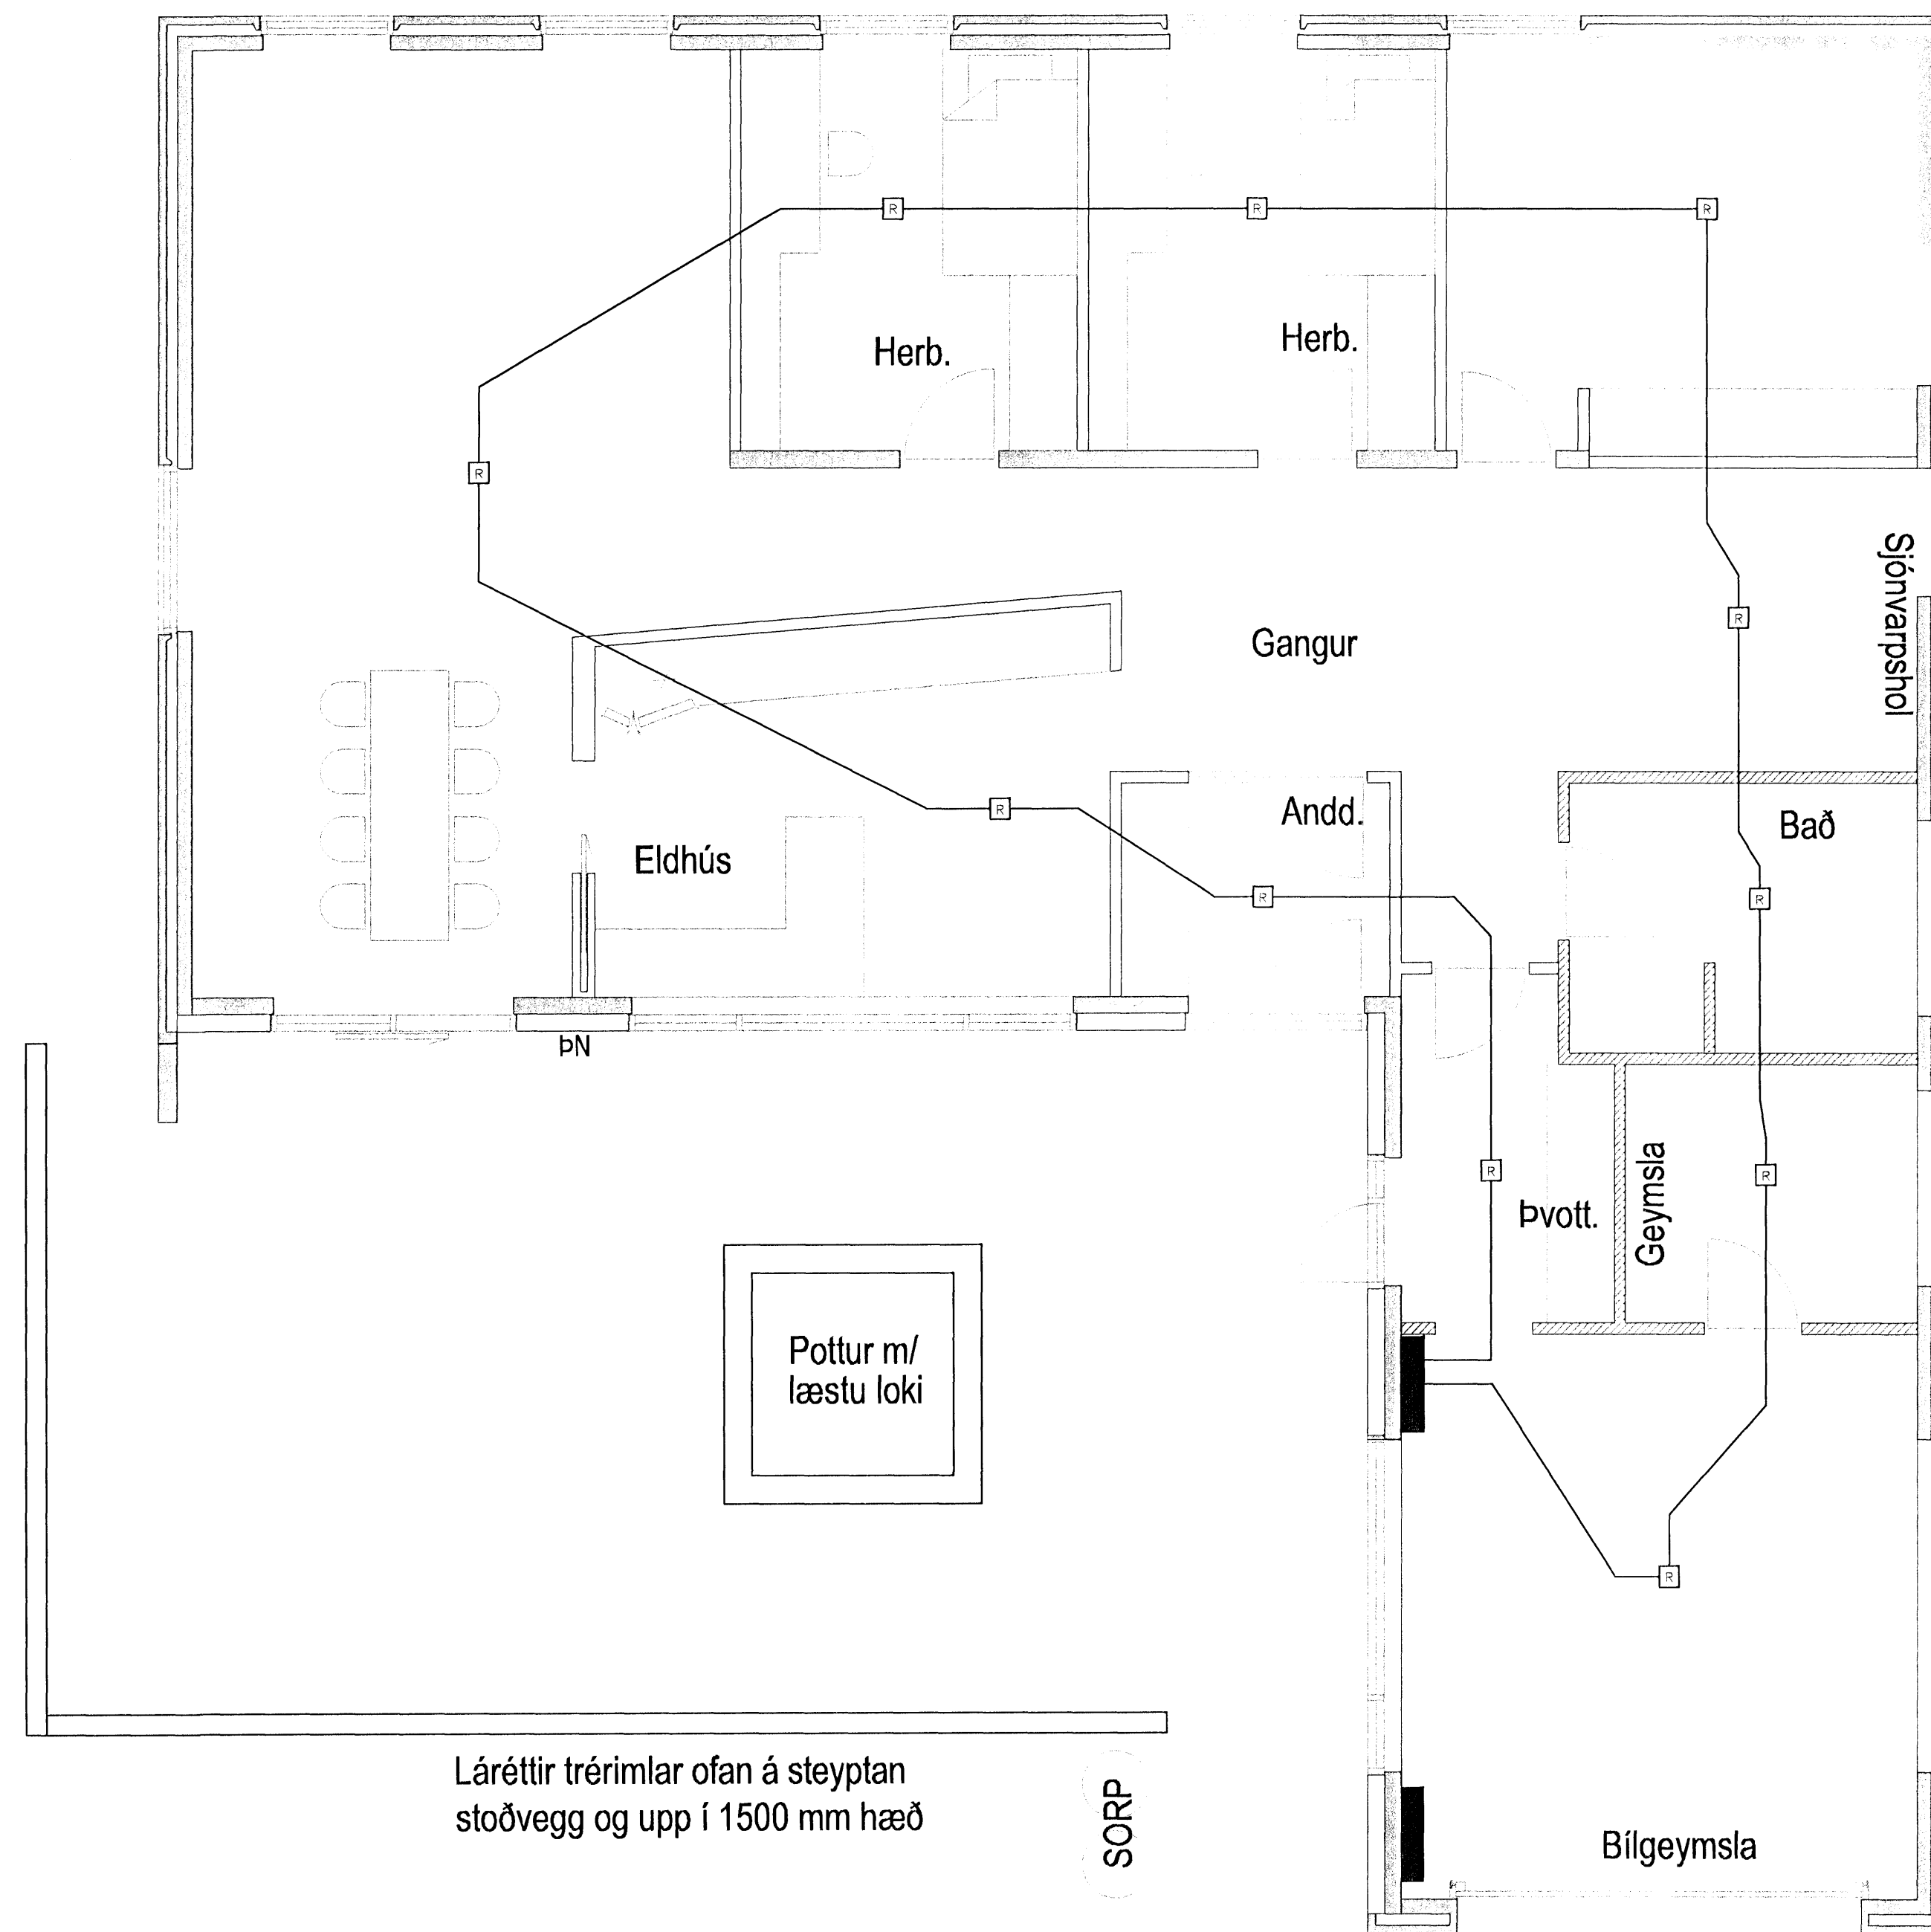 R
R
R
Herb.
Herb.
R
Sjónvarpshol
R
Gangur
R
Andd.
Bað
Eldhús
R
R
ÞN
R
R
Þvott.
Geymsla
Pottur m/
læstu loki
R
Láréttir trérimlar ofan á steyptan
stoðvegg og upp í 1500 mm hæð
SORP
Bílgeymsla